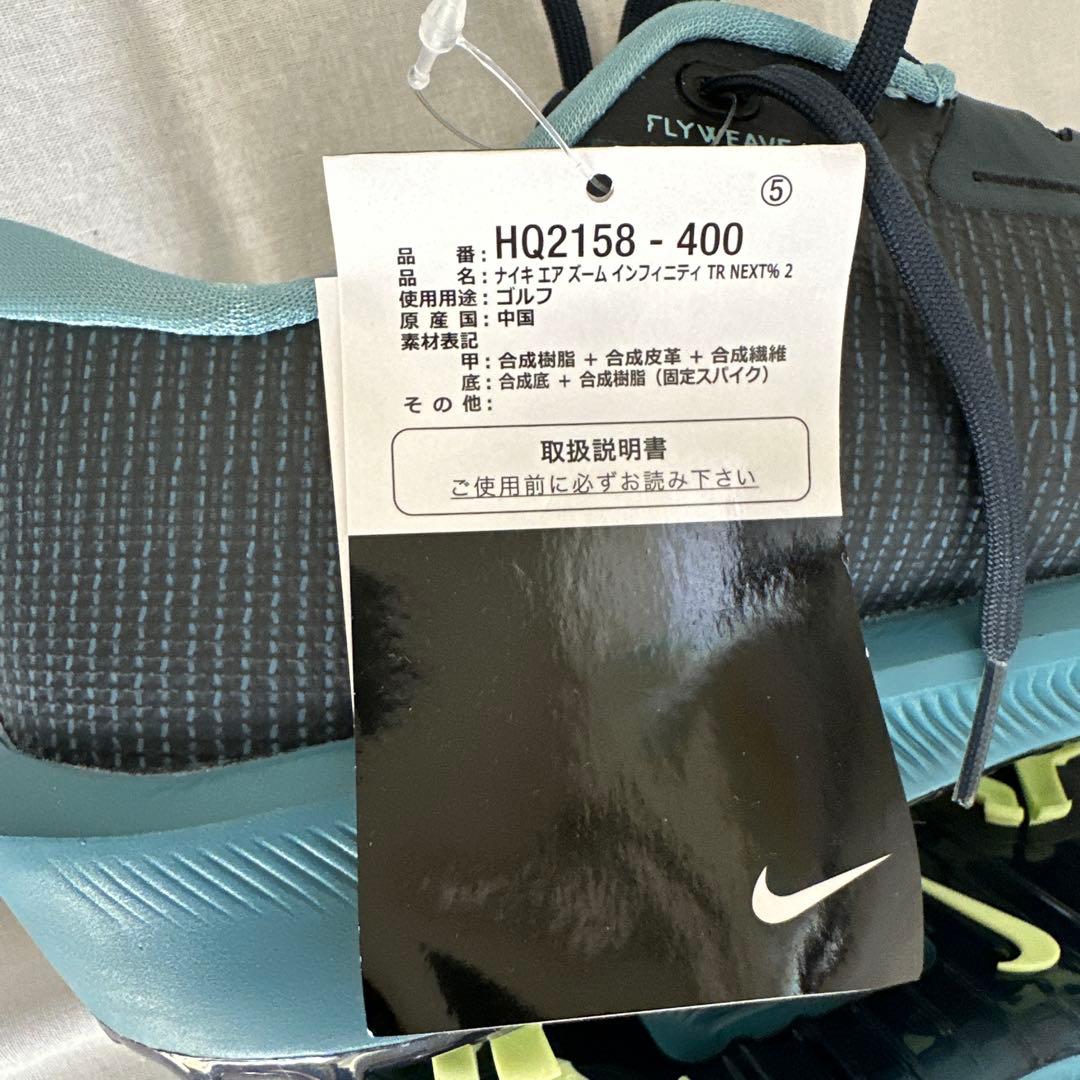 FLYWEAVE
⑤
品 番：HQ2158 - 400
品 名：ナイキ エア ズーム インフィニティ TR NEXT% 2
使用用途：ゴルフ
原産国：中国
素材表記
甲：合成樹脂 + 合成皮革 + 合成繊維
底：合成底 + 合成樹脂（固定スパイク）
その他：
取扱説明書
ご使用前に必ずお読み下さい